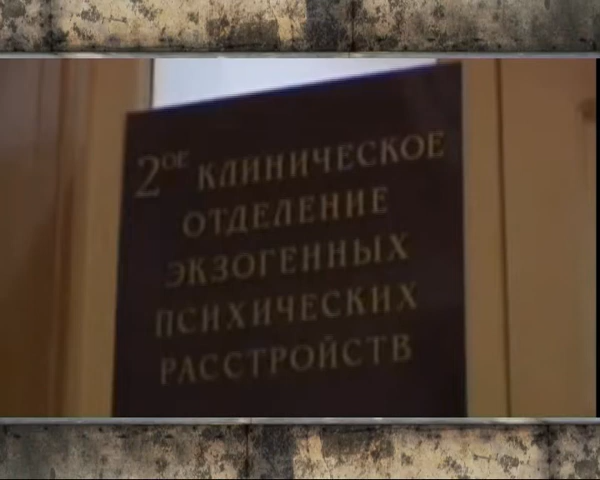 2ОЕ КЛИНИЧЕСКОЕ
ОТДЕЛЕНИЕ
ЭКЗОГЕННЫХ
ПСИХИЧЕСКИХ
РАССТРОЙСТВ